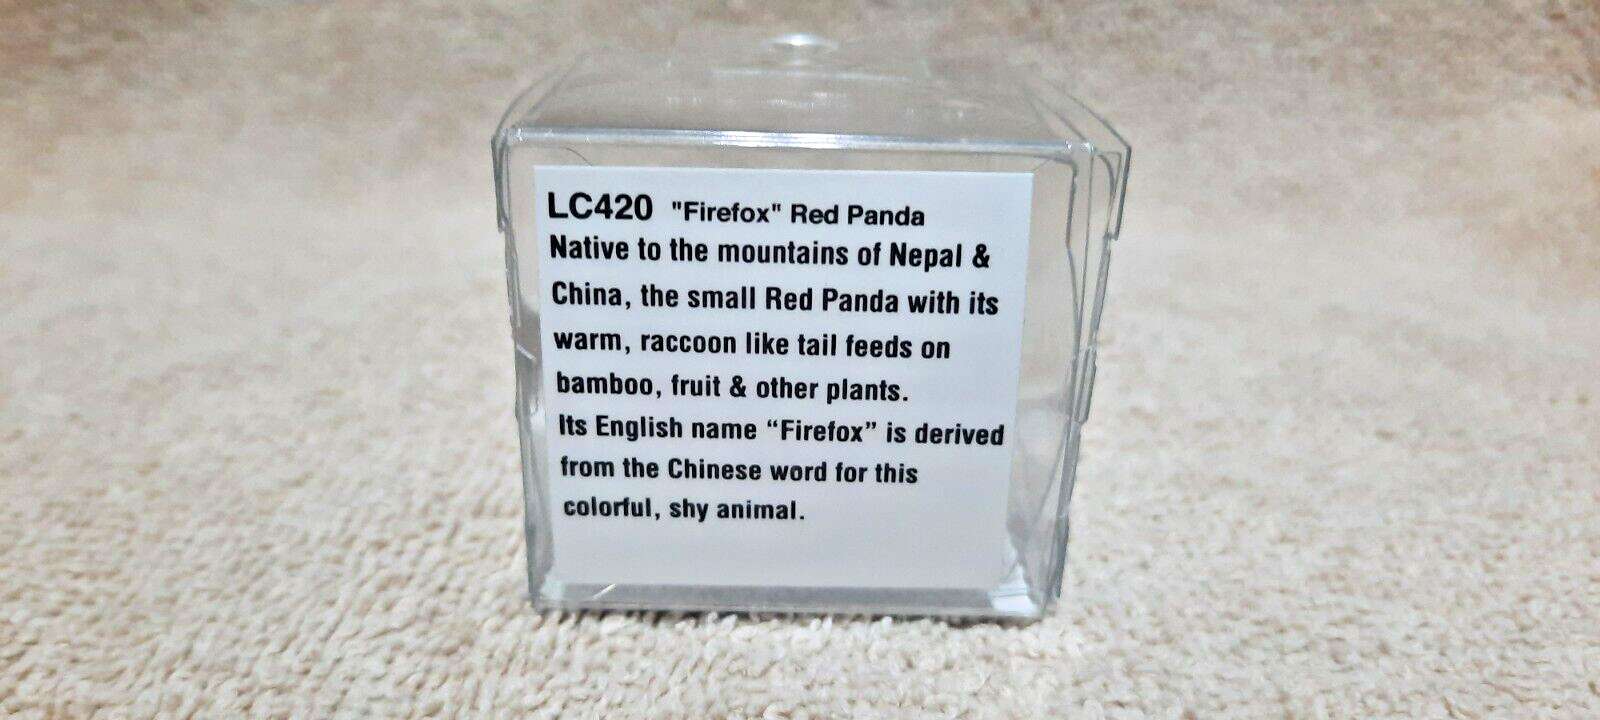 LC420 "Firefox" Red Panda
Native to the mountains of Nepal &
China, the small Red Panda with its
warm, raccoon like tail feeds on
bamboo, fruit & other plants.
Its English name “Firefox” is derived
from the Chinese word for this
colorful, shy animal.